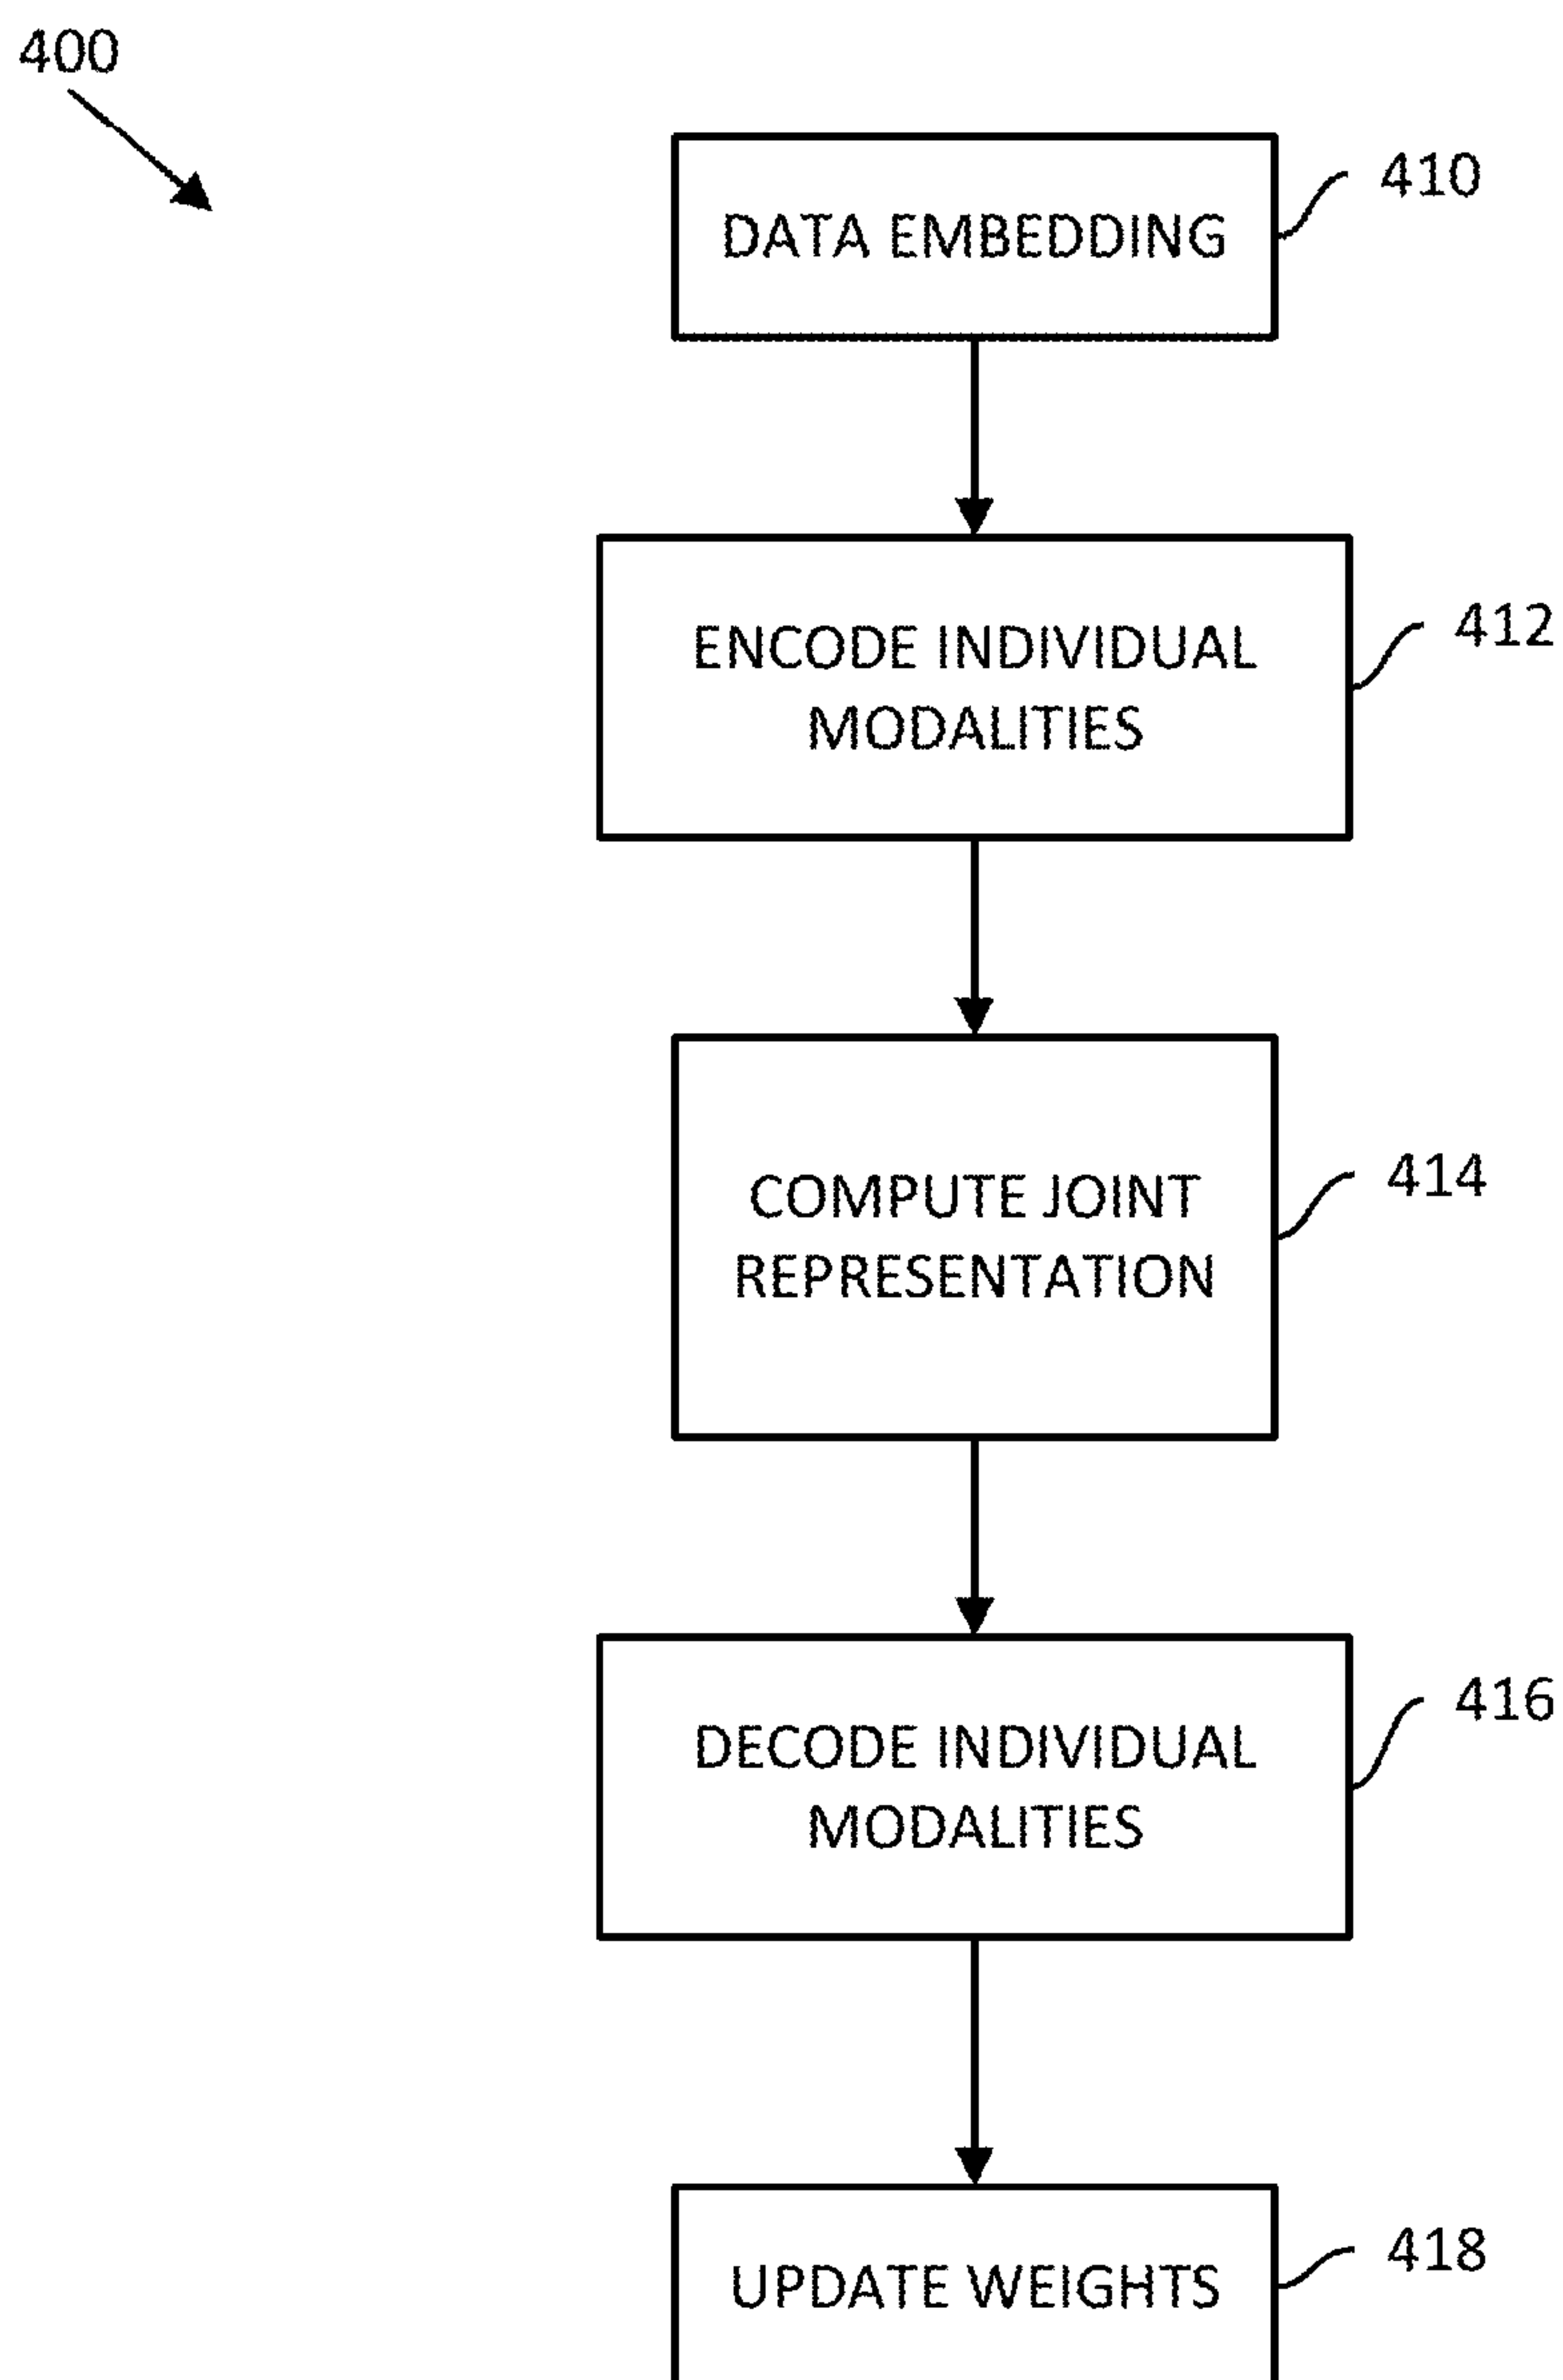 400
410
DATA EMBEDDING
412
ENCODE INDIVIDUAL
MODALITIES
414
COMPUTE JOINT
REPRESENTATION
416
DECODE INDIVIDUAL
MODALITIES
418
UPDATE WEIGHTS